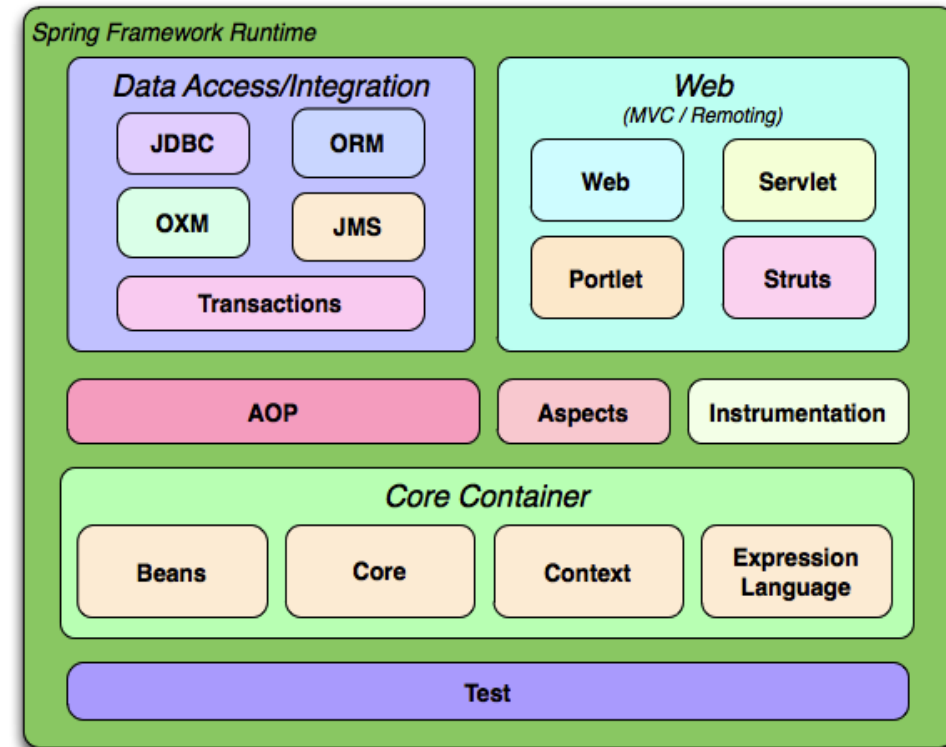 Spring Framework Runtime
Data Access/Integration
JDBC
ORM
OXM
JMS
Transactions
Web
(MVC / Remoting)
Web
Servlet
Portlet
Struts
AOP
Aspects
Instrumentation
Core Container
Beans
Core
Context
Expression
Language
Test